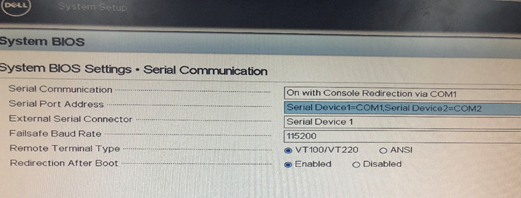 DELL
System Setup
System BIOS
System BIOS Settings • Serial Communication
Serial Communication On with Console Redirection via COM1
Serial Port Address Serial Device1=COM1,Serial Device2=COM2
External Serial Connector Serial Device 1
Failsafe Baud Rate 115200
Remote Terminal Type VT100/VT220 ANSI
Redirection After Boot Enabled Disabled